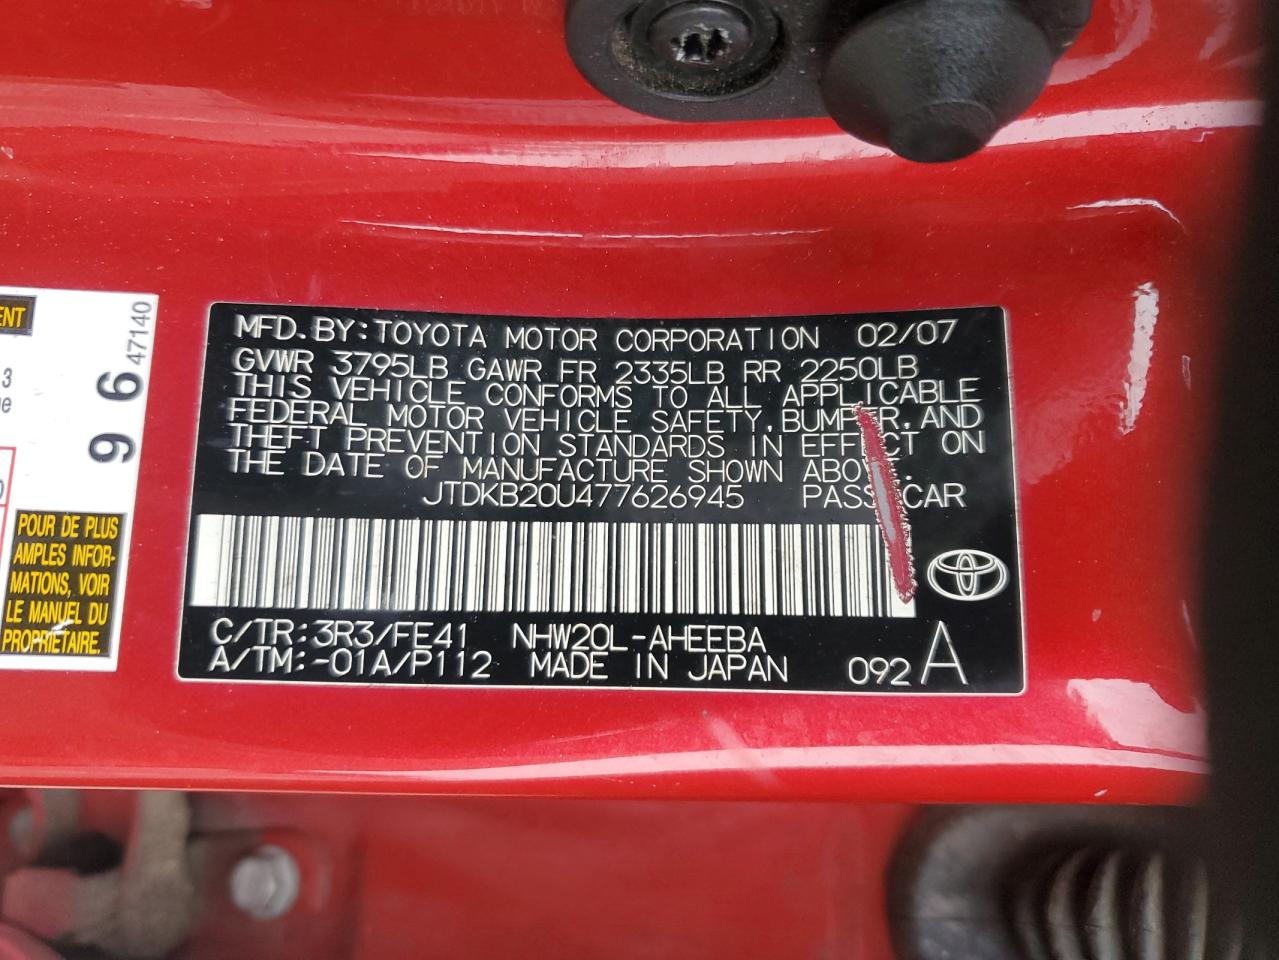 ENT
3
ue
9 6 47140
POUR DE PLUS
AMPLES INFOR-
MATIONS, VOIR
LE MANUEL DU
PROPRIÉTAIRE.
MFD.BY:TOYOTA MOTOR CORPORATION 02/07
GVWR 3795LB GAWR FR 2335LB RR 2250LB
THIS VEHICLE CONFORMS TO ALL APPLICABLE
FEDERAL MOTOR VEHICLE SAFETY,BUMPER,AND
THEFT PREVENTION STANDARDS IN EFFECT ON
THE DATE OF MANUFACTURE SHOWN ABOVE.
JTDKB20U477626945 PASS.CAR
C/TR:3R3/FE41 NHW20L-AHEEBA
A/TM:-01A/P112 MADE IN JAPAN 092 A